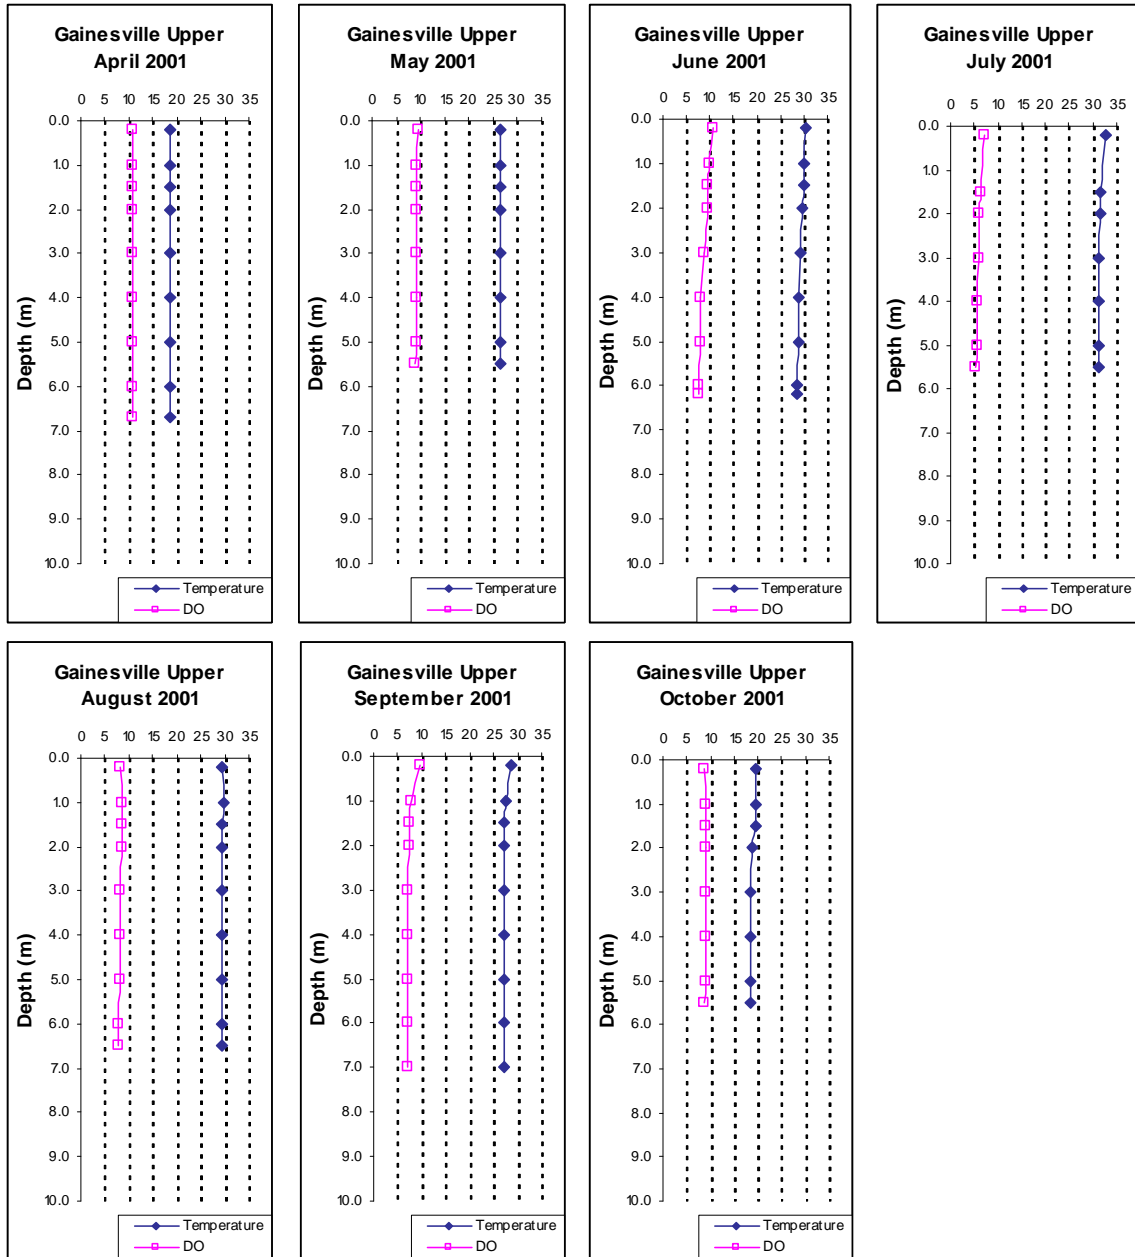 Gainesville Upper
April 2001
0 5 10 15 20 25 30 35
0.0
1.0
2.0
3.0
4.0
5.0
6.0
7.0
8.0
9.0
10.0
Depth (m)
Temperature
DO
Gainesville Upper
May 2001
0 5 10 15 20 25 30 35
0.0
1.0
2.0
3.0
4.0
5.0
6.0
7.0
8.0
9.0
10.0
Depth (m)
Temperature
DO
Gainesville Upper
June 2001
0 5 10 15 20 25 30 35
0.0
1.0
2.0
3.0
4.0
5.0
6.0
7.0
8.0
9.0
10.0
Depth (m)
Temperature
DO
Gainesville Upper
July 2001
0 5 10 15 20 25 30 35
0.0
1.0
2.0
3.0
4.0
5.0
6.0
7.0
8.0
9.0
10.0
Depth (m)
Temperature
DO
Gainesville Upper
August 2001
0 5 10 15 20 25 30 35
0.0
1.0
2.0
3.0
4.0
5.0
6.0
7.0
8.0
9.0
10.0
Depth (m)
Temperature
DO
Gainesville Upper
September 2001
0 5 10 15 20 25 30 35
0.0
1.0
2.0
3.0
4.0
5.0
6.0
7.0
8.0
9.0
10.0
Depth (m)
Temperature
DO
Gainesville Upper
October 2001
0 5 10 15 20 25 30 35
0.0
1.0
2.0
3.0
4.0
5.0
6.0
7.0
8.0
9.0
10.0
Depth (m)
Temperature
DO